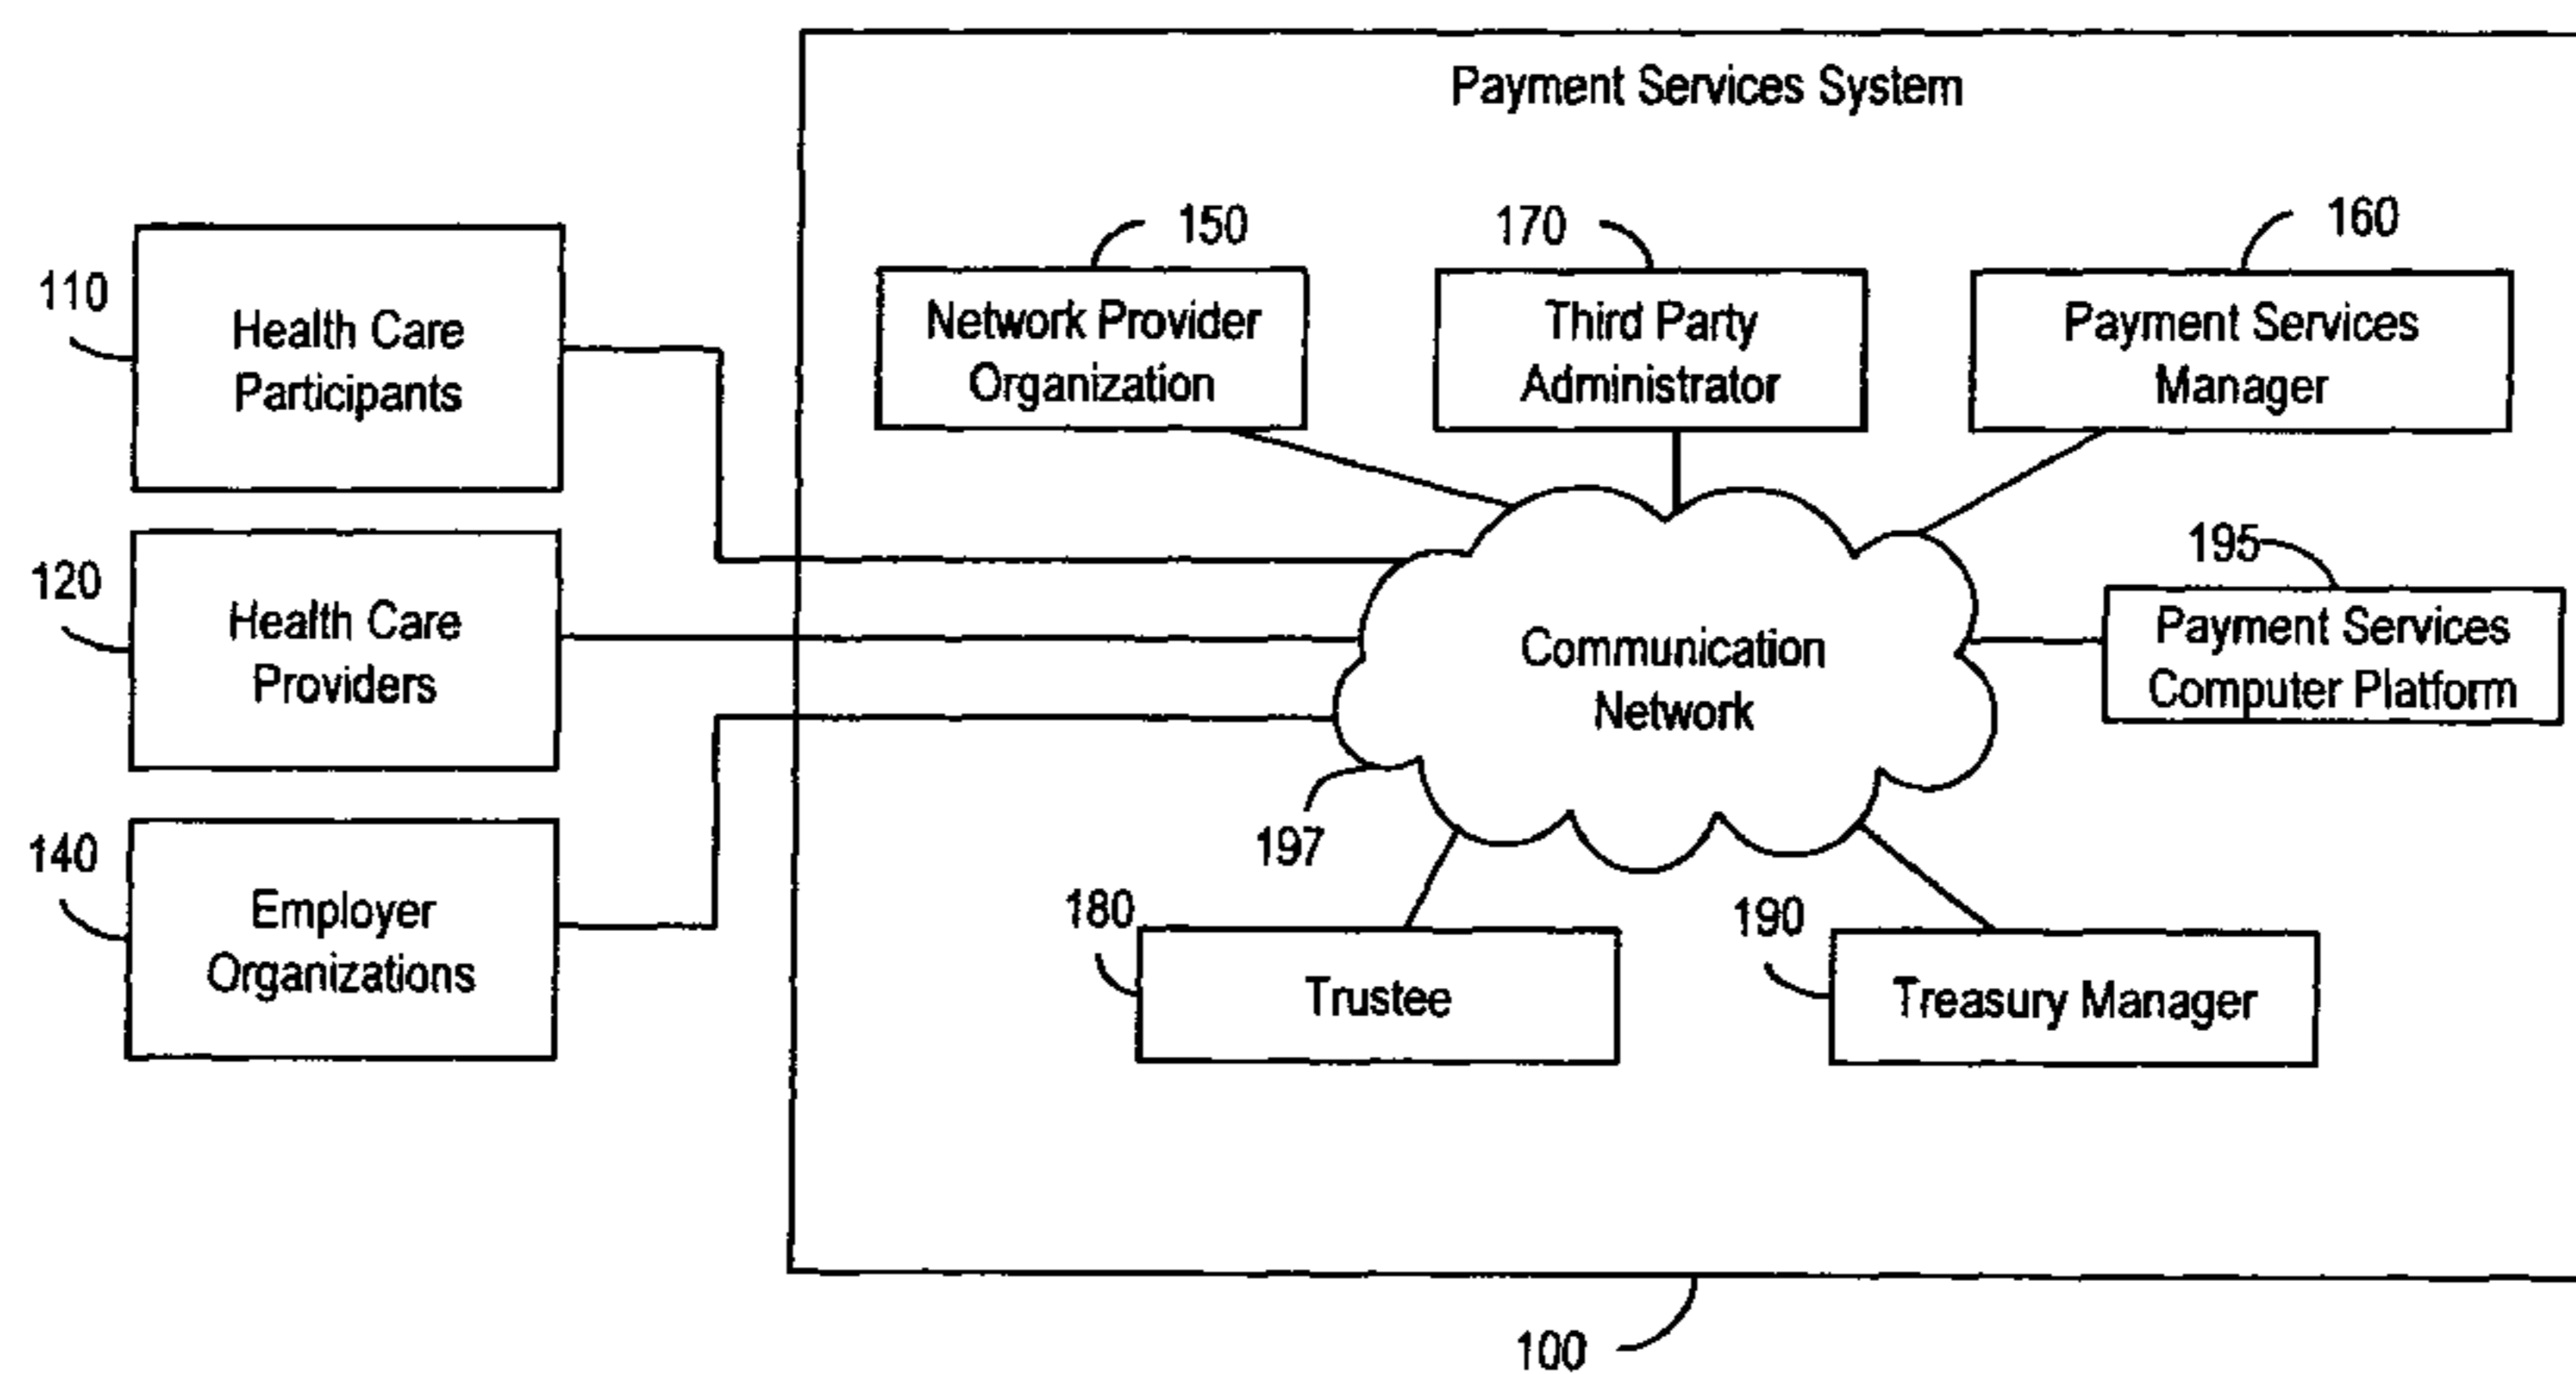 Payment Services System
150
170
160
110
Health Care
Participants
Network Provider
Organization
Third Party
Administrator
Payment Services
Manager
120
Health Care
Providers
195
Payment Services
Computer Platform
Communication
Network
197
140
Employer
Organizations
180
Trustee
190
Treasury Manager
100